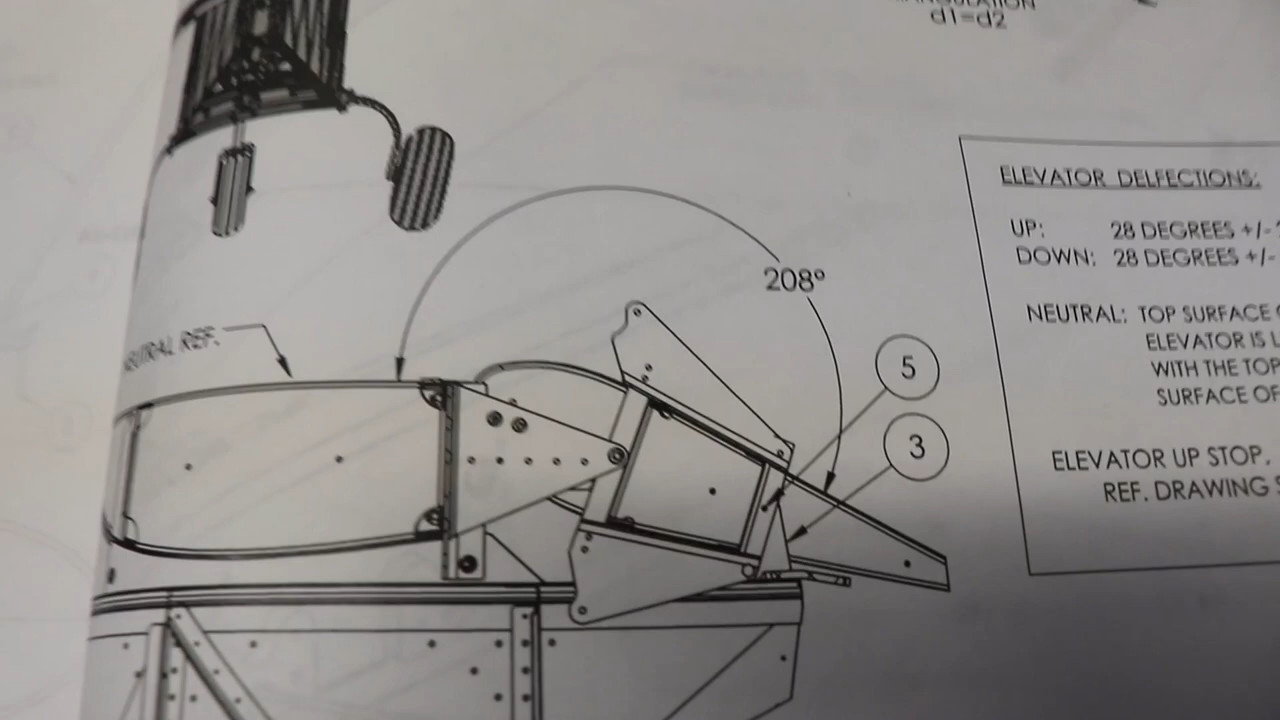 d1=d2
ELEVATOR DELFECTIONS:
UP: 28 DEGREES +/-
DOWN: 28 DEGREES +/-
NEUTRAL: TOP SURFACE
ELEVATOR IS
WITH THE TOP
SURFACE OF
ELEVATOR UP STOP,
REF. DRAWING
208°
REF.
5
3